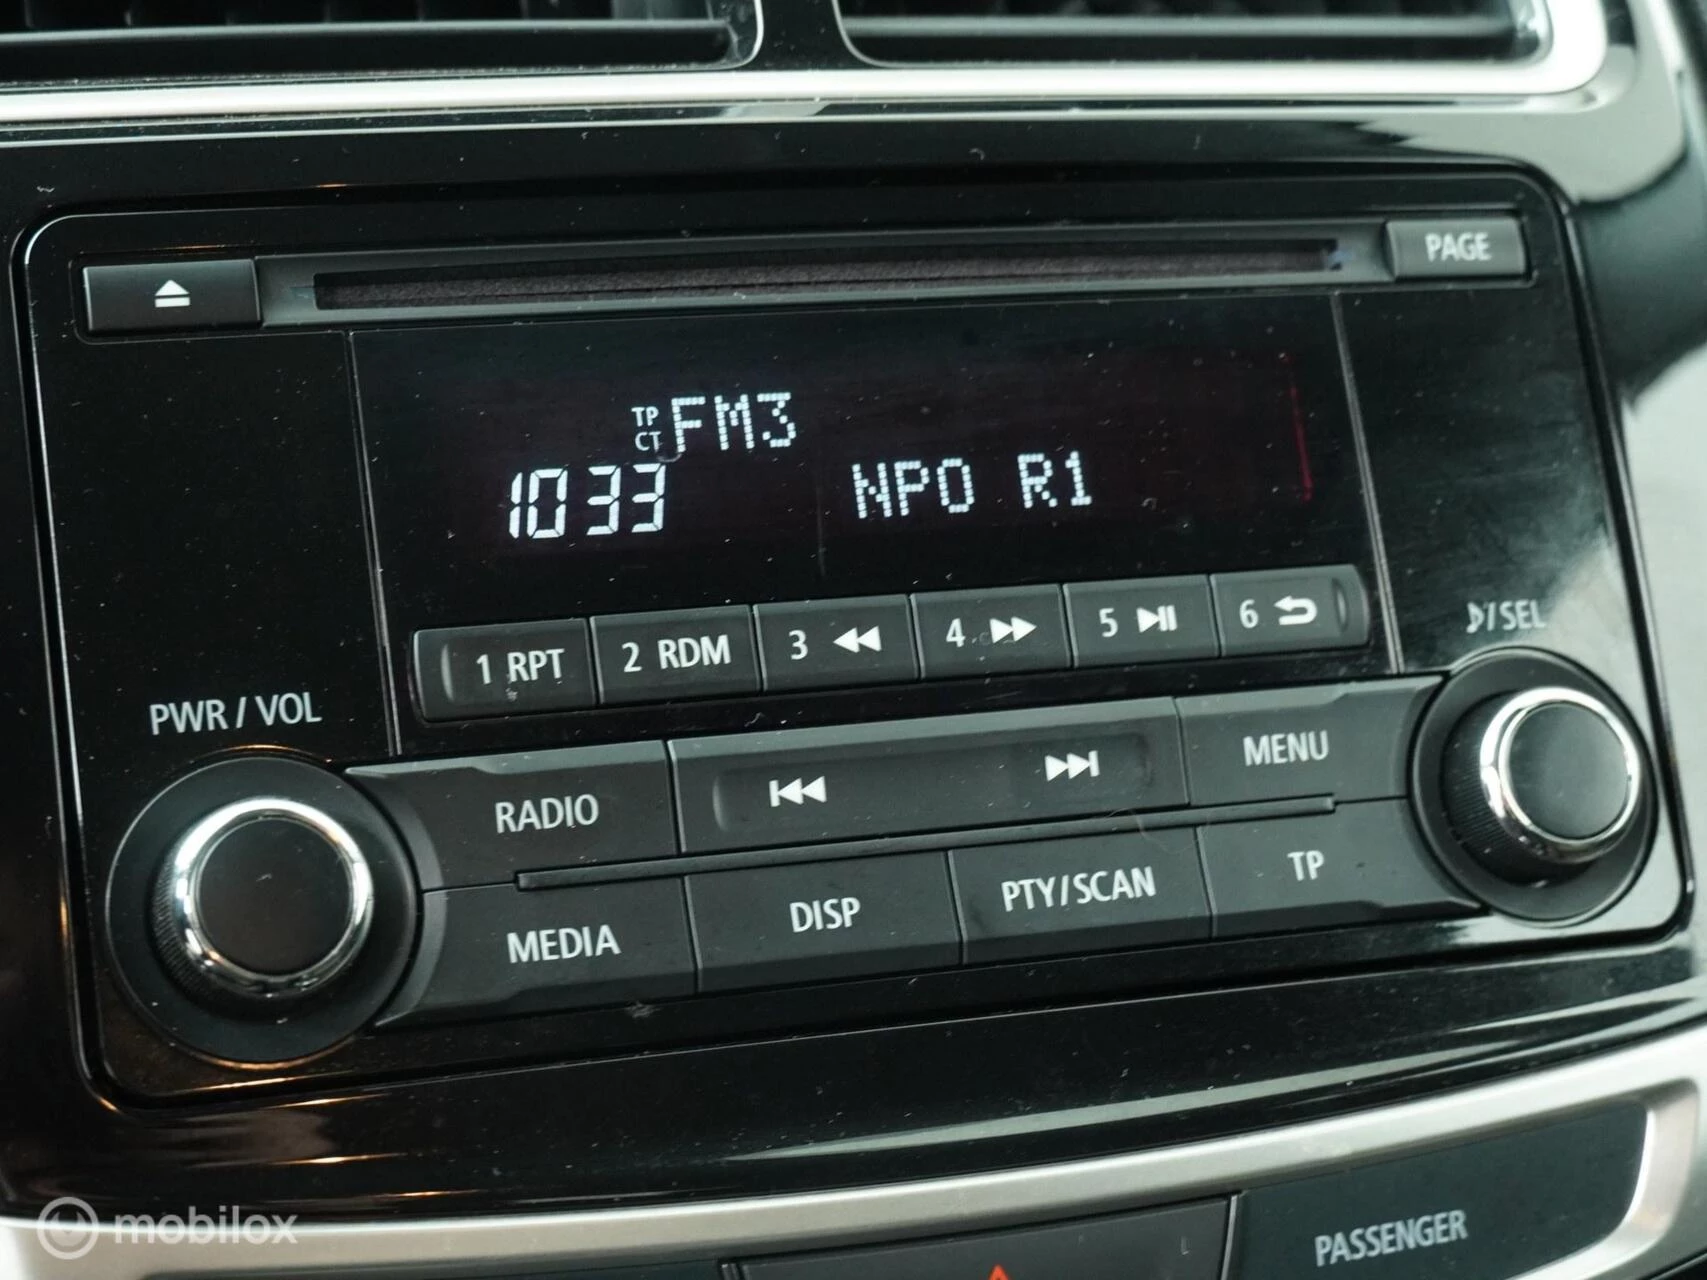 PAGE
TP
CT FM3
1033 NPO R1
1 RPT 2 RDM 3 4 5 6
PWR / VOL
/SEL
RADIO
MENU
MEDIA DISP PTY/SCAN TP
PASSENGER
mobilox